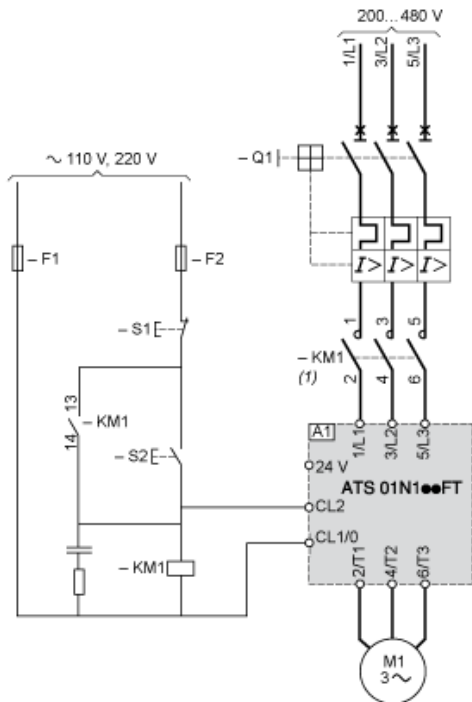 200... 480 V
1/L1
3/L2
5/L3
~ 110 V, 220 V
– Q1
– F1
– F2
I>
I>
I>
– S1
1
3
5
– KM1
(1)
2
4
6
13
14
– KM1
– S2
A1
1/L1
3/L2
5/L3
24 V
ATS 01N1●●FT
CL2
CL1/0
– KM1
2/T1
4/T2
6/T3
M1
3 ~